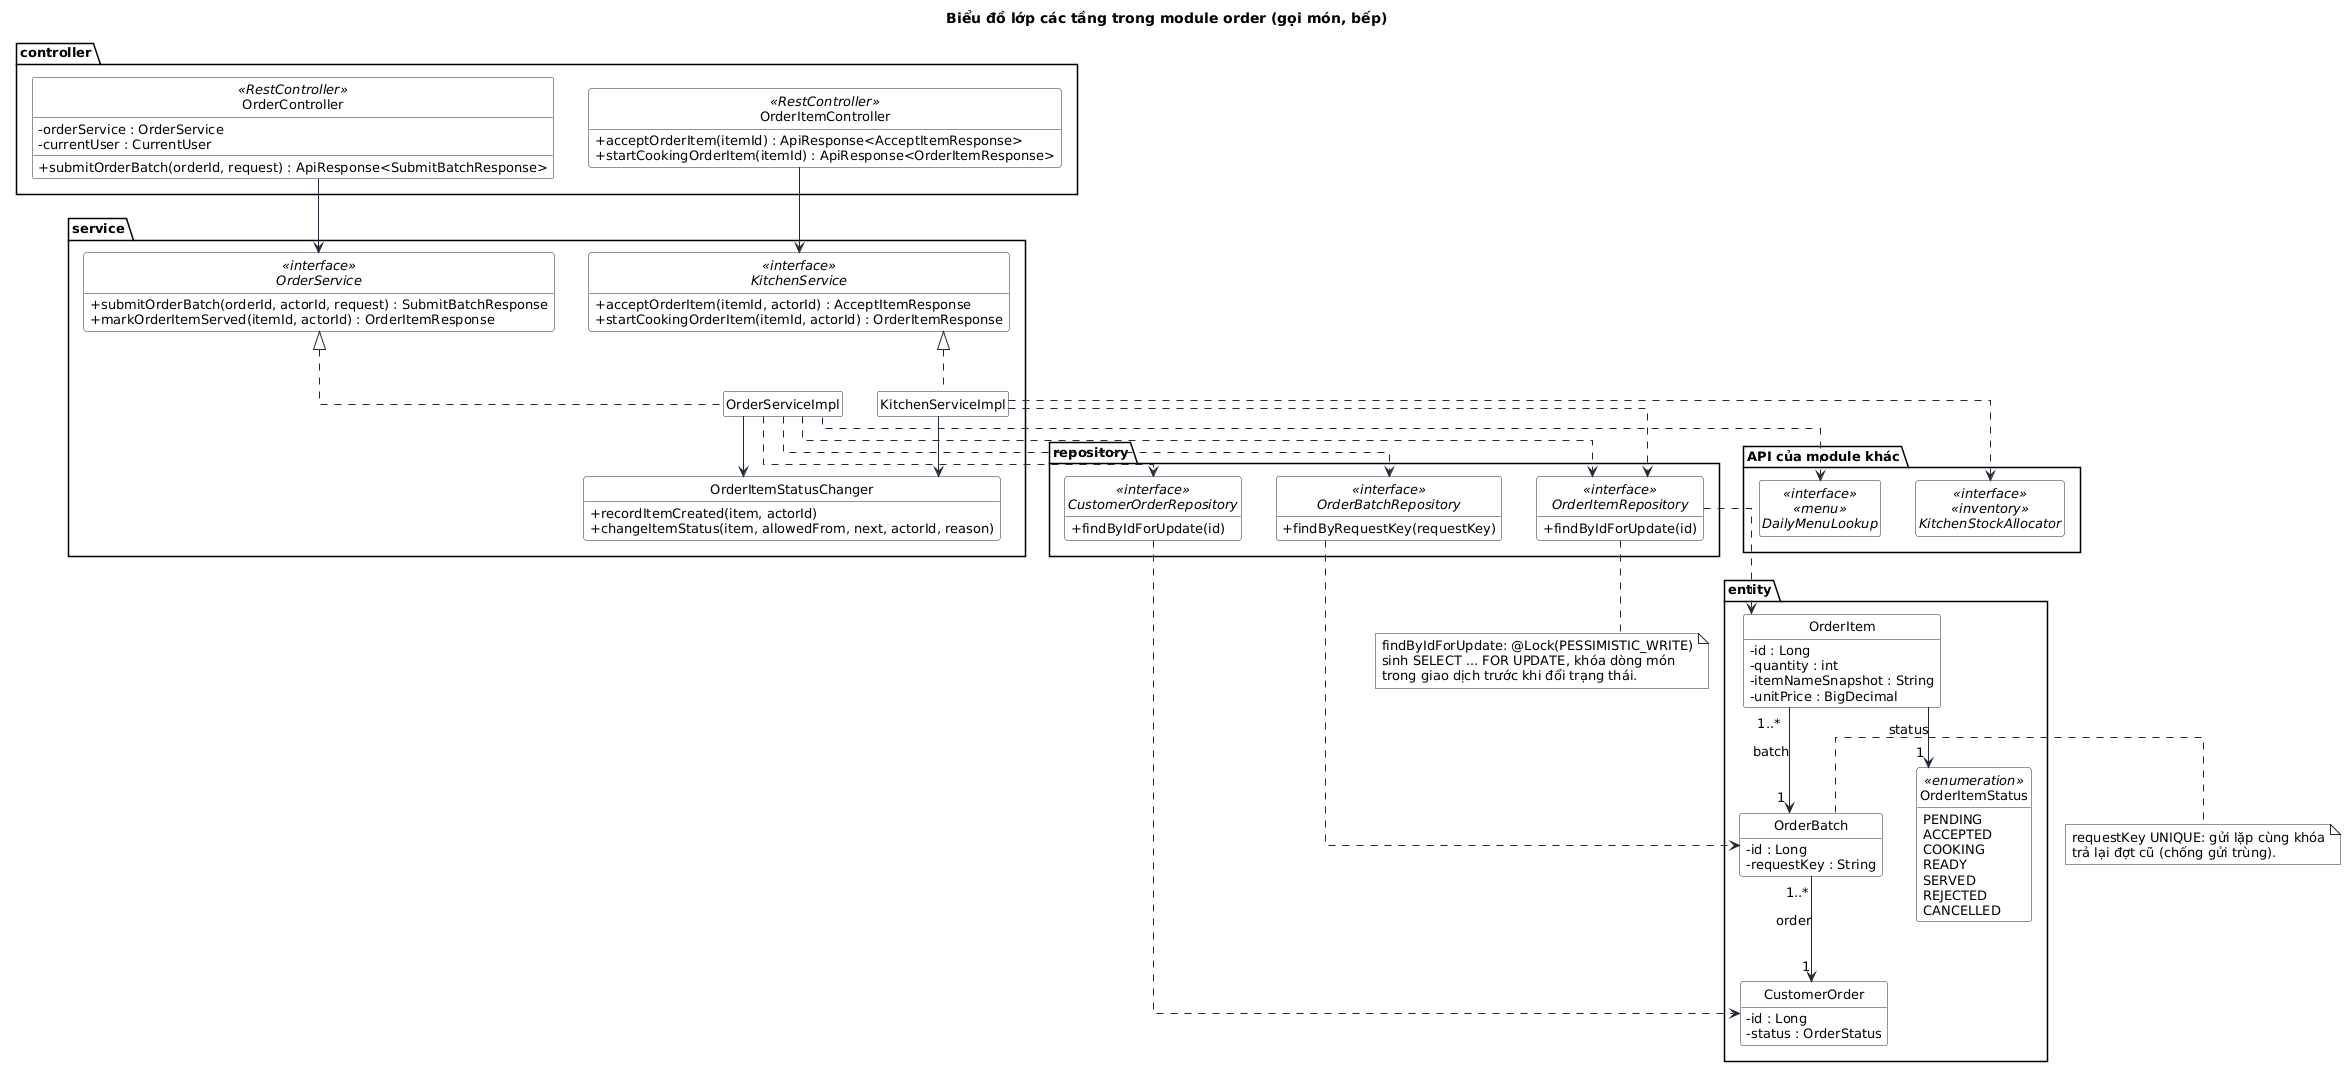 Biểu đồ lớp các tầng trong module order (gọi món, bếp)
controller
«RestController»
OrderController
-orderService : OrderService
-currentUser : CurrentUser
+submitOrderBatch(orderId, request) : ApiResponse<SubmitBatchResponse>
«RestController»
OrderItemController
+acceptOrderItem(itemId) : ApiResponse<AcceptItemResponse>
+startCookingOrderItem(itemId) : ApiResponse<OrderItemResponse>
service
«interface»
OrderService
+submitOrderBatch(orderId, actorId, request) : SubmitBatchResponse
+markOrderItemServed(itemId, actorId) : OrderItemResponse
«interface»
KitchenService
+acceptOrderItem(itemId, actorId) : AcceptItemResponse
+startCookingOrderItem(itemId, actorId) : OrderItemResponse
OrderServiceImpl
KitchenServiceImpl
OrderItemStatusChanger
+recordItemCreated(item, actorId)
+changeItemStatus(item, allowedFrom, next, actorId, reason)
repository
«interface»
CustomerOrderRepository
+findByIdForUpdate(id)
«interface»
OrderBatchRepository
+findByRequestKey(requestKey)
«interface»
OrderItemRepository
+findByIdForUpdate(id)
API của module khác
«interface»
«menu»
DailyMenuLookup
«interface»
«inventory»
KitchenStockAllocator
findByIdForUpdate: @Lock(PESSIMISTIC_WRITE)
sinh SELECT ... FOR UPDATE, khóa dòng món
trong giao dịch trước khi đổi trạng thái.
entity
OrderItem
-id : Long
-quantity : int
-itemNameSnapshot : String
-unitPrice : BigDecimal
1..*
batch
1
status
1
«enumeration»
OrderItemStatus
PENDING
ACCEPTED
COOKING
READY
SERVED
REJECTED
CANCELLED
OrderBatch
-id : Long
-requestKey : String
requestKey UNIQUE: gửi lặp cùng khóa
trả lại đợt cũ (chống gửi trùng).
1..*
order
1
CustomerOrder
-id : Long
-status : OrderStatus